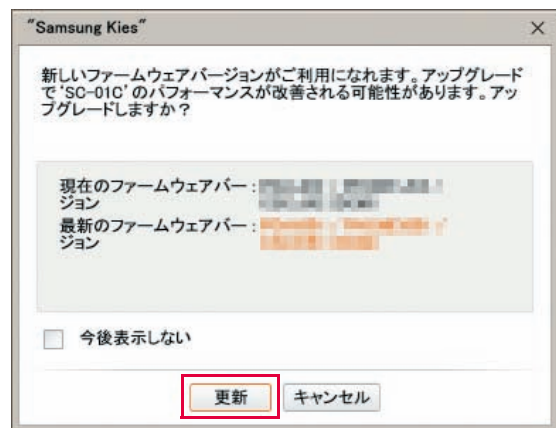 "Samsung Kies"
新しいファームウェアバージョンがご利用になれます。アップグレード
で'SC-01C'のパフォーマンスが改善される可能性があります。アッ
プグレードしますか？
現在のファームウェアバー :
ジョン
最新のファームウェアバー :
ジョン
今後表示しない
更新 キャンセル